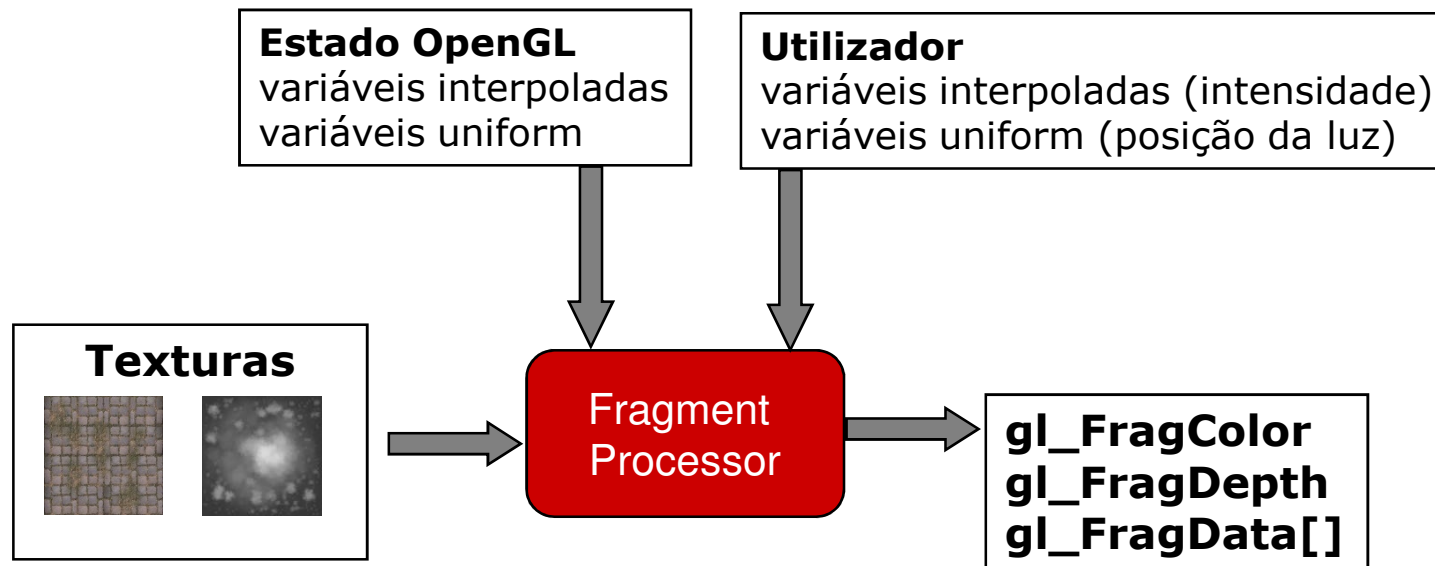 Estado OpenGL
variáveis interpoladas
variáveis uniform
Utilizador
variáveis interpoladas (intensidade)
variáveis uniform (posição da luz)
Texturas
Fragment
Processor
gl_FragColor
gl_FragDepth
gl_FragData[]